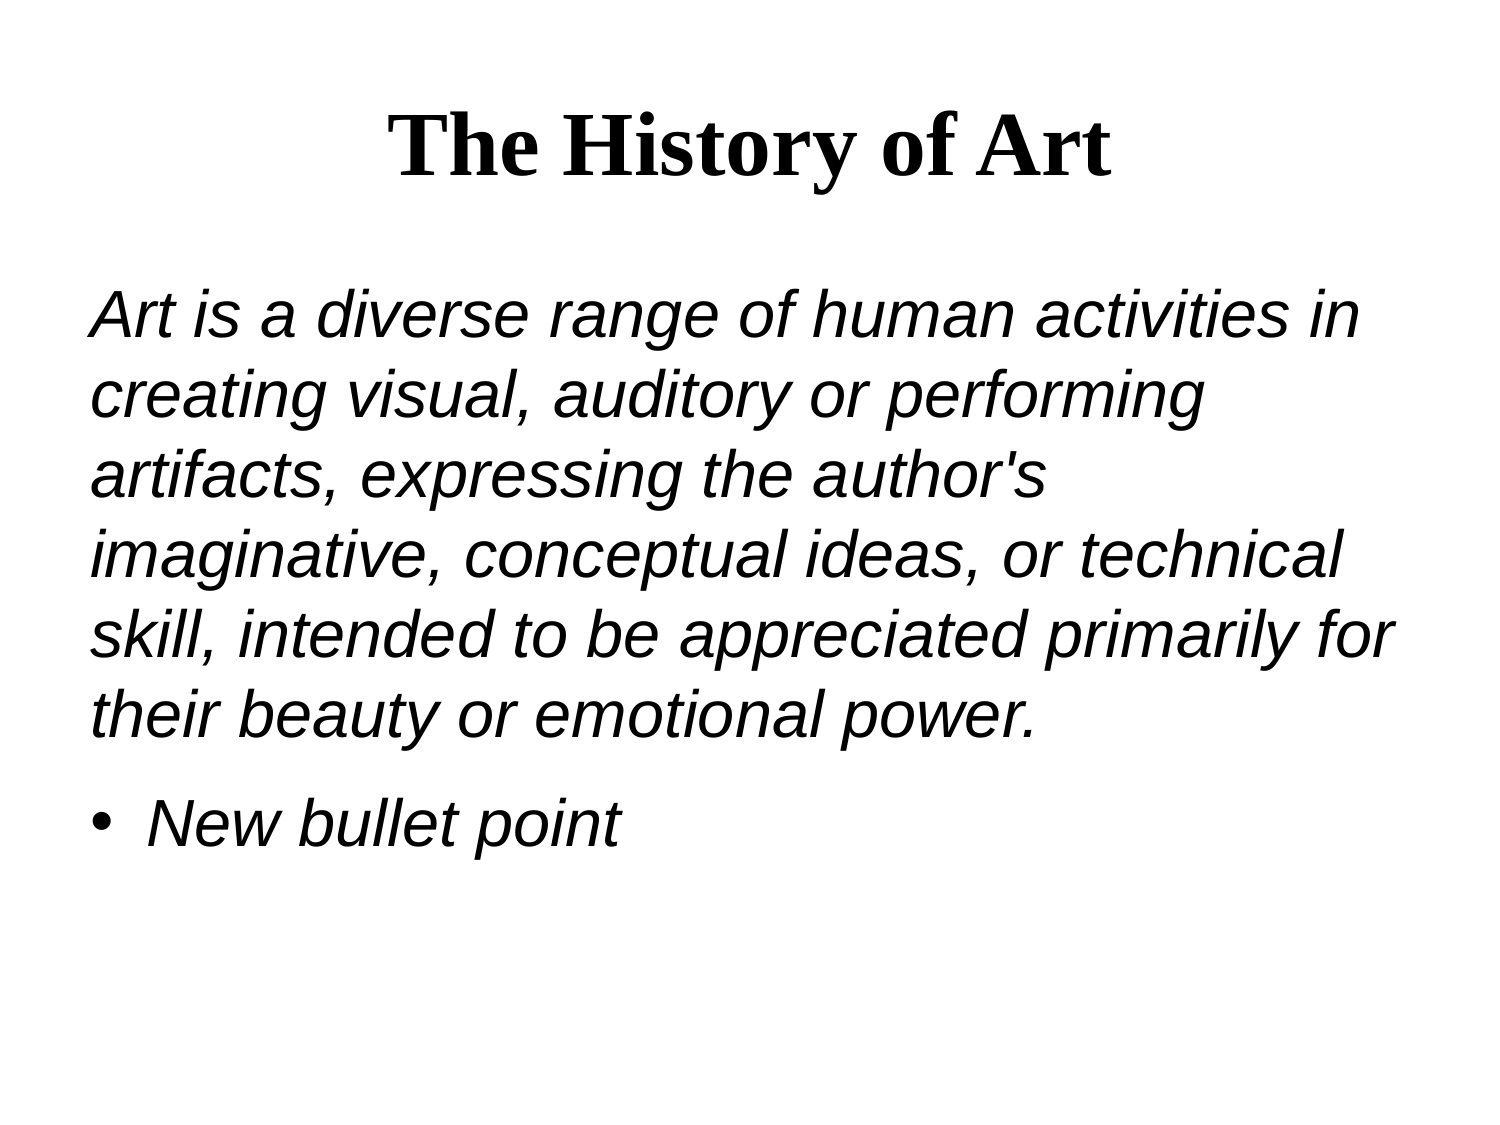 The History of Art
Art is a diverse range of human activities in
creating visual, auditory or performing
artifacts, expressing the author's
imaginative, conceptual ideas, or technical
skill, intended to be appreciated primarily for
their beauty or emotional power.
• New bullet point